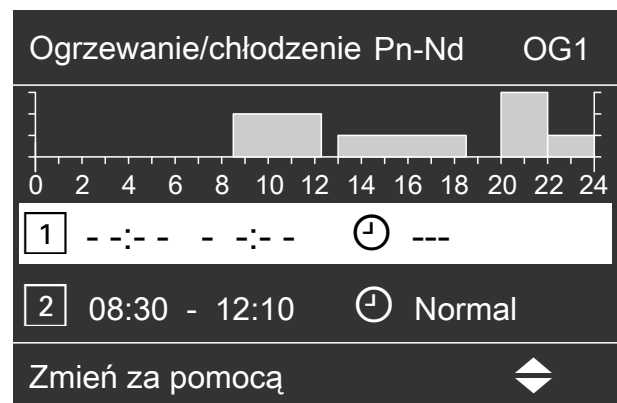 Ogrzewanie/chłodzenie Pn-Nd OG1
0 2 4 6 8 10 12 14 16 18 20 22 24
1 - -:- - - -:- - ---
2 08:30 - 12:10 Normal
Zmień za pomocą